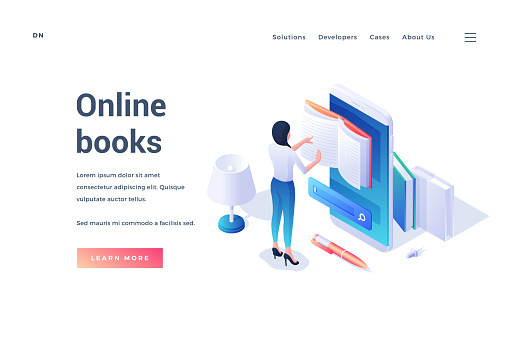 DN
Solutions Developers Cases About Us
Online
books
Lorem ipsum dolor sit amet,
consectetur adipiscing elit.
Vulputate auctor tellus.
Sed mauris mi commodo a facilisis sed.
LEARN MORE